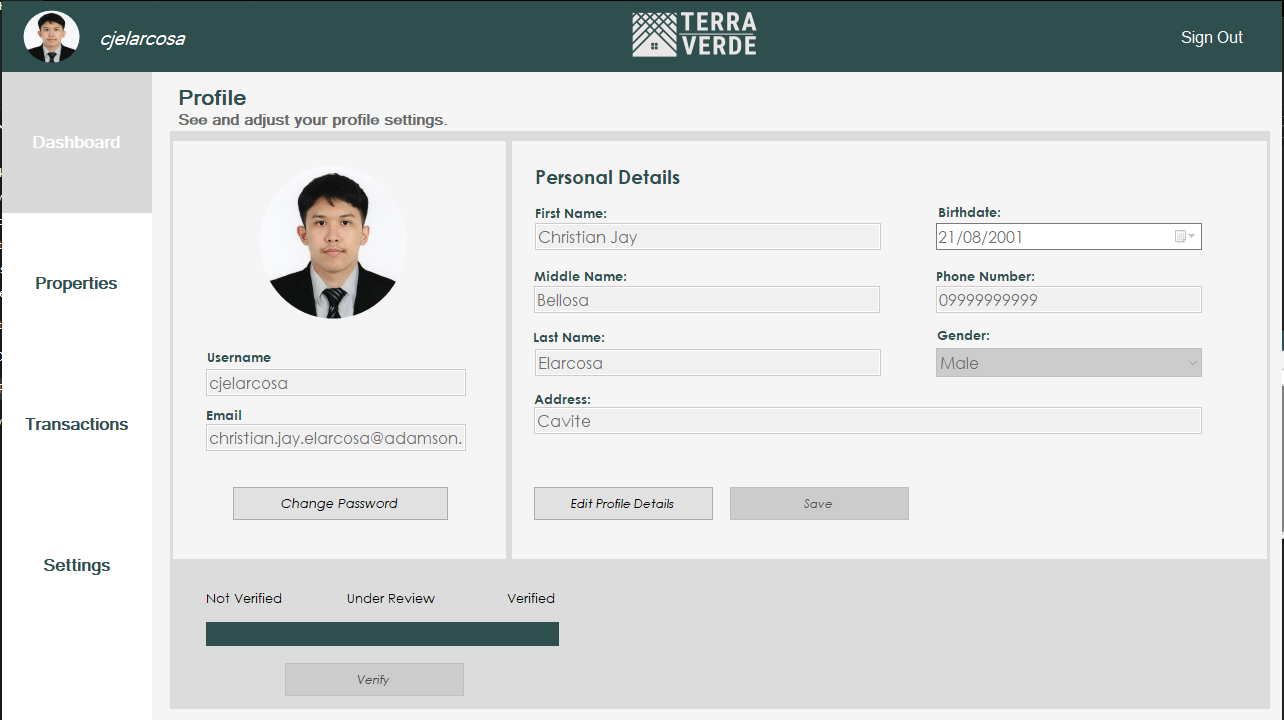 cjelarcosa
TERRA
VERDE
Sign Out
Dashboard
Properties
Transactions
Settings
Profile
See and adjust your profile settings.
Username
cjelarcosa
Email
christian.jay.elarcosa@adamson.
Change Password
Personal Details
First Name:
Christian Jay
Birthdate:
21/08/2001
Middle Name:
Bellosa
Phone Number:
09999999999
Last Name:
Elarcosa
Gender:
Male
Address:
Cavite
Edit Profile Details
Save
Not Verified
Under Review
Verified
Verify